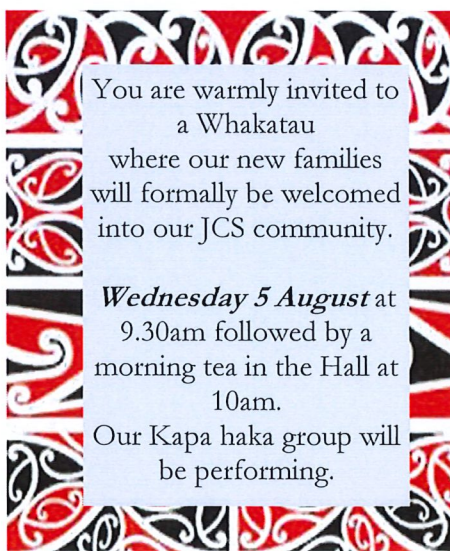 You are warmly invited to
a Whakatau
where our new families
will formally be welcomed
into our JCS community.
Wednesday 5 August at
9.30am followed by a
morning tea in the Hall at
10am.
Our Kapa haka group will
be performing.